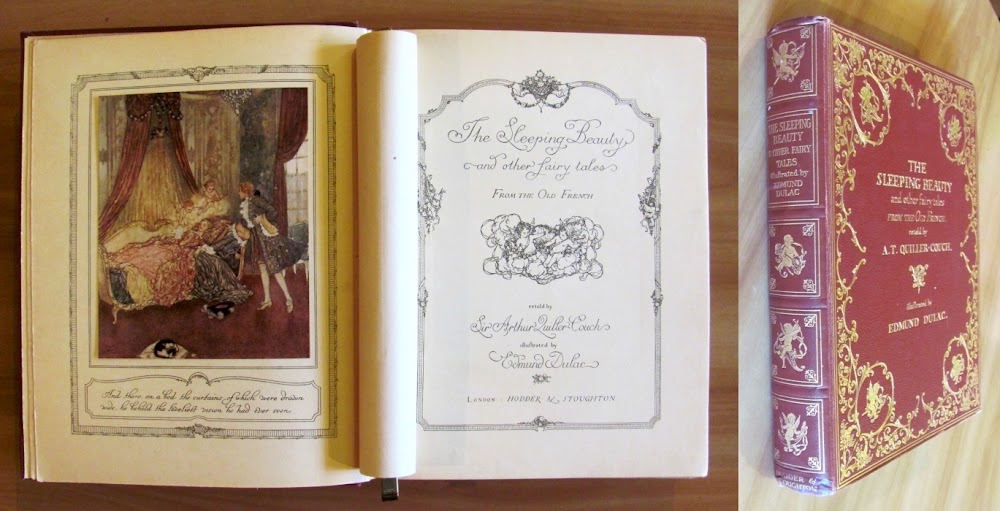 And there, on a bed the curtains of which were drawn
wide, he beheld the loveliest vision he had ever seen.
The Sleeping Beauty
and other fairy tales
FROM THE OLD FRENCH
retold by
Sir Arthur Quiller-Couch
illustrated by
Edmund Dulac
LONDON : HODDER & STOUGHTON
THE SLEEPING
BEAUTY
& OTHER FAIRY
TALES
illustrated by
EDMUND
DULAC
HODDER &
STOUGHTON
THE
SLEEPING BEAUTY
and other fairy tales
FROM THE OLD FRENCH
retold by
A.T. QUILLER-COUCH.
illustrated by
EDMUND DULAC.